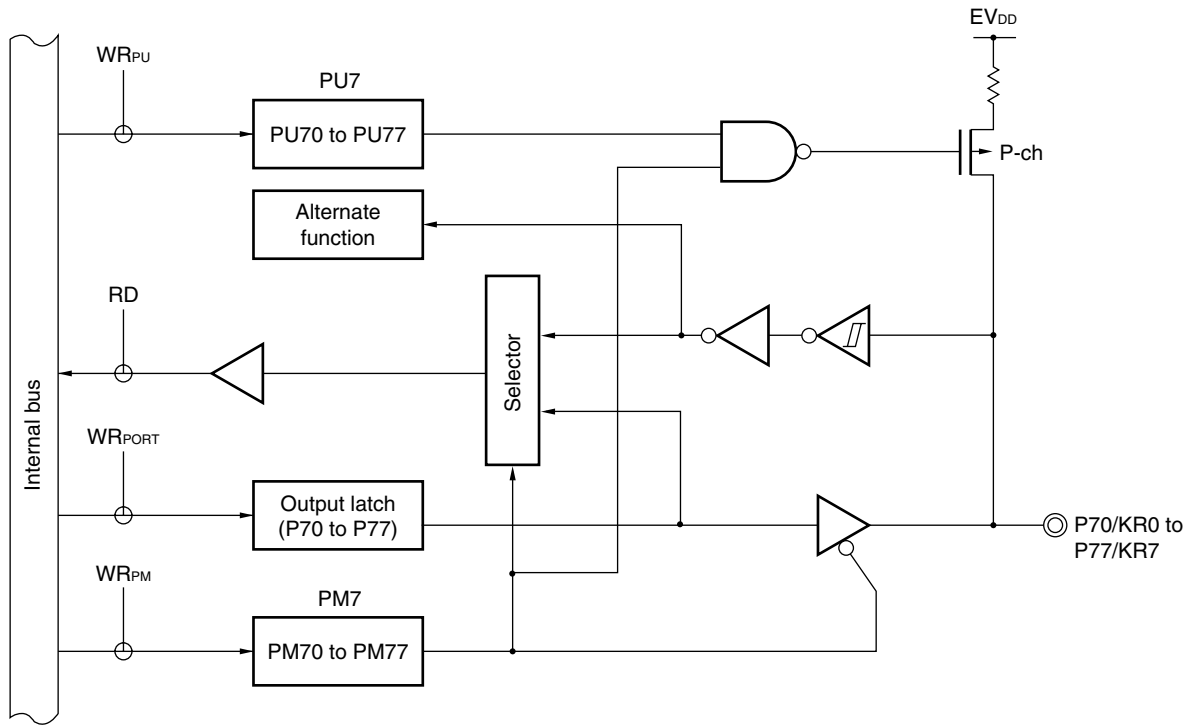 EVDD
WRPU
PU7
PU70 to PU77
P-ch
Alternate
function
RD
Selector
Internal bus
WRPORT
Output latch
(P70 to P77)
P70/KR0 to
P77/KR7
WRPM
PM7
PM70 to PM77